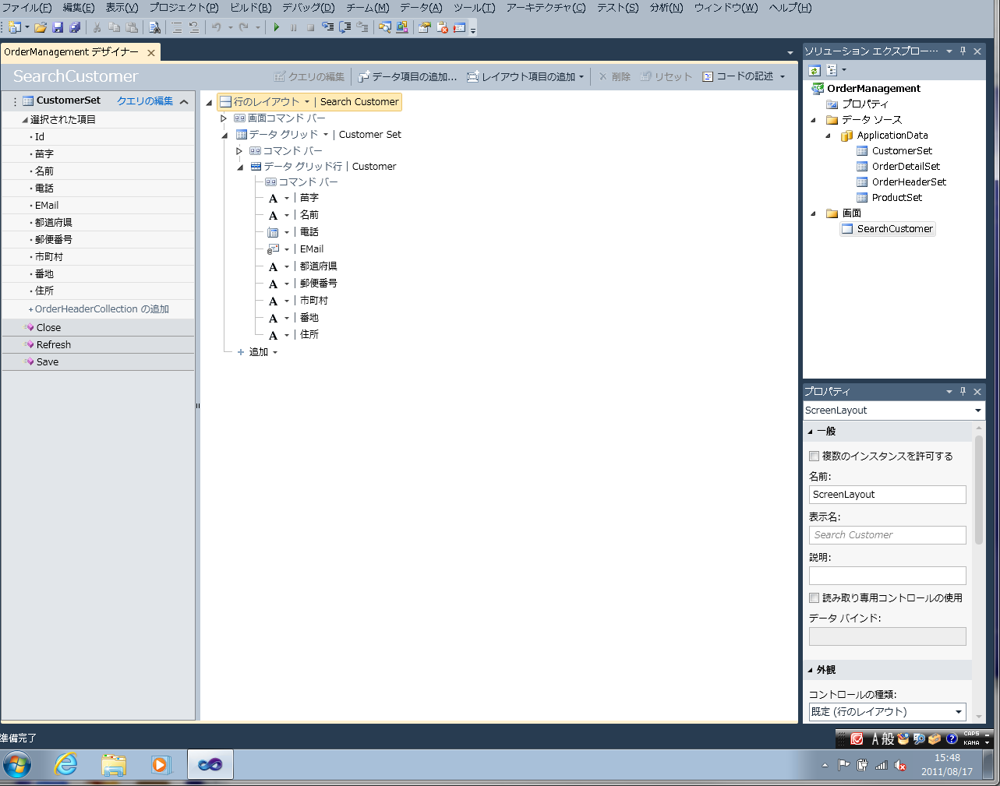 ファイル(F) 編集(E) 表示(V) プロジェクト(P) ビルド(B) デバッグ(D) チーム(M) データ(A) ツール(T) アーキテクチャ(C) テスト(S) 分析(N) ウィンドウ(W) ヘルプ(H)
OrderManagement デザイナー
SearchCustomer
クエリの編集 データ項目の追加... レイアウト項目の追加 削除 リセット コードの記述
CustomerSet クエリの編集
選択された項目
Id
苗字
名前
電話
EMail
都道府県
郵便番号
市町村
番地
住所
+OrderHeaderCollection の追加
Close
Refresh
Save
行のレイアウト | Search Customer
画面コマンド バー
データ グリッド | Customer Set
コマンド バー
データ グリッド行 | Customer
コマンド バー
A | 苗字
A | 名前
| 電話
| EMail
A | 都道府県
A | 郵便番号
A | 市町村
A | 番地
A | 住所
+ 追加
ソリューション エクスプロー…
OrderManagement
プロパティ
データ ソース
ApplicationData
CustomerSet
OrderDetailSet
OrderHeaderSet
ProductSet
画面
SearchCustomer
プロパティ
ScreenLayout
一般
複数のインスタンスを許可する
名前:
ScreenLayout
表示名:
Search Customer
説明:
読み取り専用コントロールの使用
データ バインド:
外観
コントロールの種類:
既定 (行のレイアウト)
準備完了
A 般 CAPS
KANA
15:48
2011/08/17